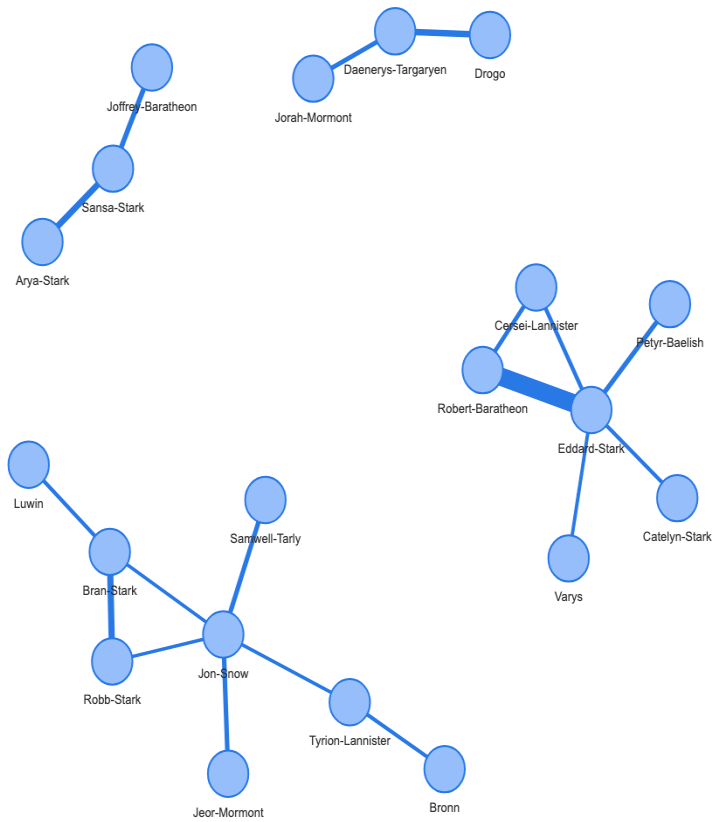 Daenerys-Targaryen
Drogo
Joffrey-Baratheon
Jorah-Mormont
Sansa-Stark
Arya-Stark
Cersei-Lannister
Petyr-Baelish
Robert-Baratheon
Eddard-Stark
Luwin
Samwell-Tarly
Catelyn-Stark
Bran-Stark
Varys
Jon-Snow
Robb-Stark
Tyrion-Lannister
Jeor-Mormont
Bronn